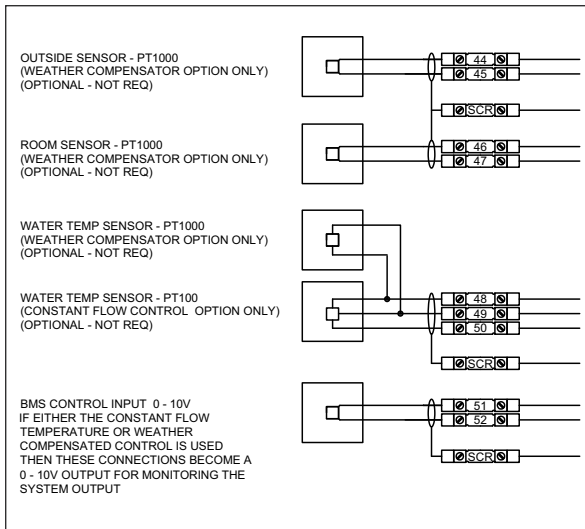 OUTSIDE SENSOR - PT1000
(WEATHER COMPENSATOR OPTION ONLY)
(OPTIONAL - NOT REQ)
44
45
SCR
ROOM SENSOR - PT1000
(WEATHER COMPENSATOR OPTION ONLY)
(OPTIONAL - NOT REQ)
46
47
WATER TEMP SENSOR - PT1000
(WEATHER COMPENSATOR OPTION ONLY)
(OPTIONAL - NOT REQ)
WATER TEMP SENSOR - PT100
(CONSTANT FLOW CONTROL OPTION ONLY)
(OPTIONAL - NOT REQ)
48
49
50
SCR
BMS CONTROL INPUT 0 - 10V
IF EITHER THE CONSTANT FLOW
TEMPERATURE OR WEATHER
COMPENSATED CONTROL IS USED
THEN THESE CONNECTIONS BECOME A
0 - 10V OUTPUT FOR MONITORING THE
SYSTEM OUTPUT
51
52
SCR